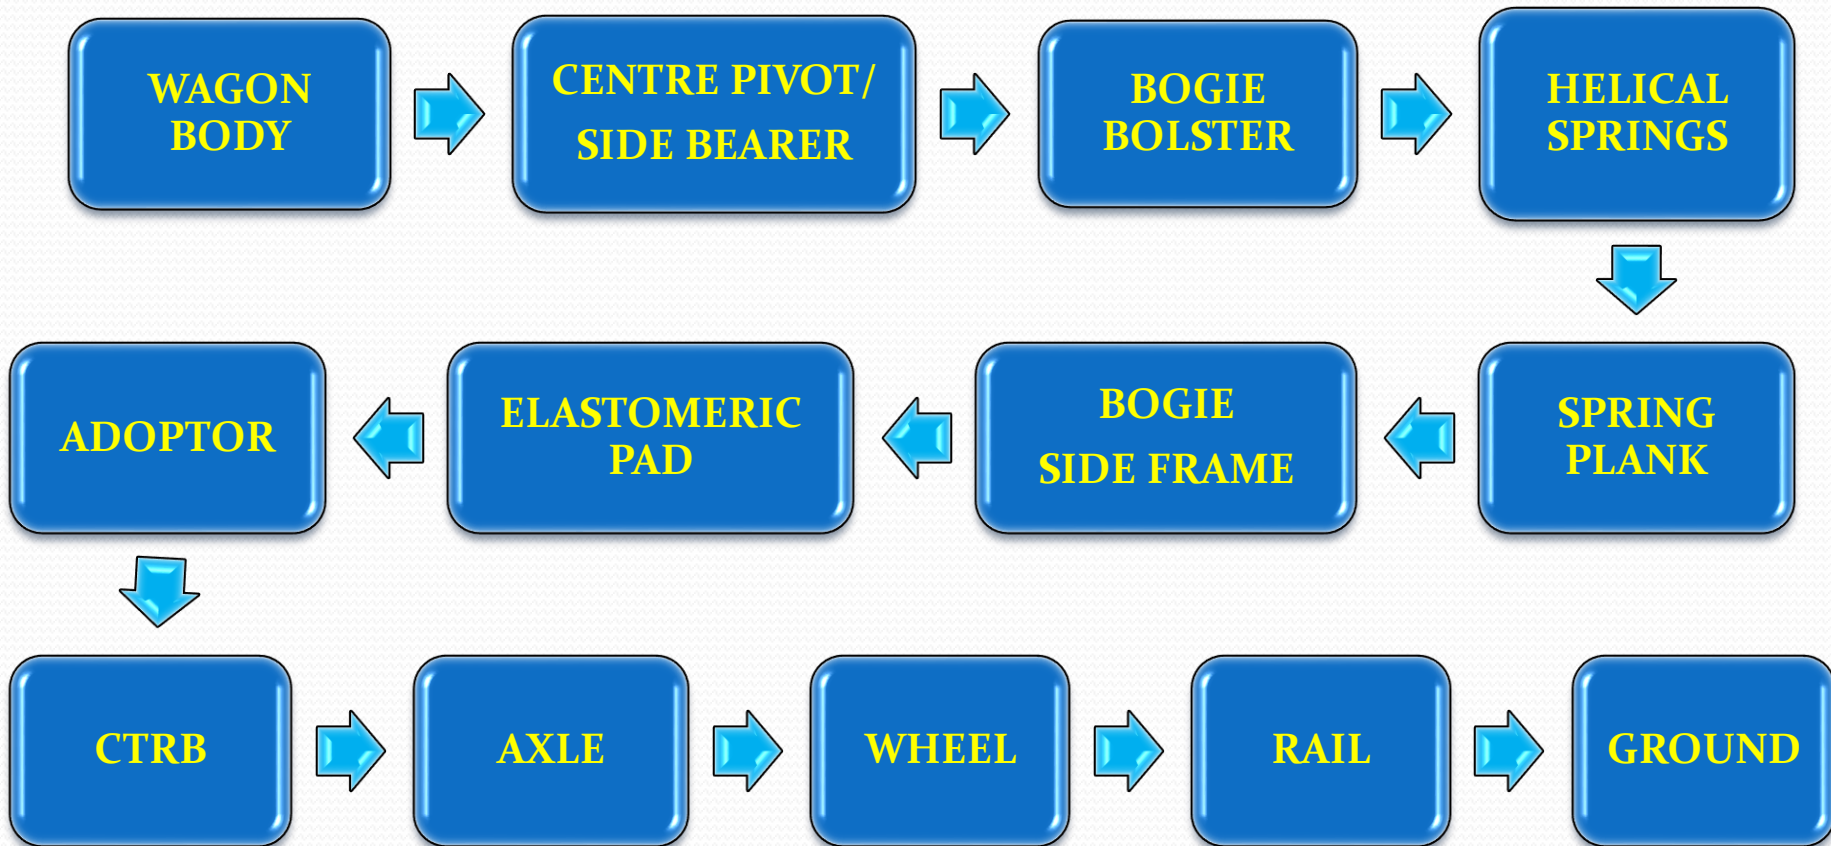 WAGON
BODY
CENTRE PIVOT/
SIDE BEARER
BOGIE
BOLSTER
HELICAL
SPRINGS
SPRING
PLANK
BOGIE
SIDE FRAME
ELASTOMERIC
PAD
ADOPTOR
CTRB
AXLE
WHEEL
RAIL
GROUND